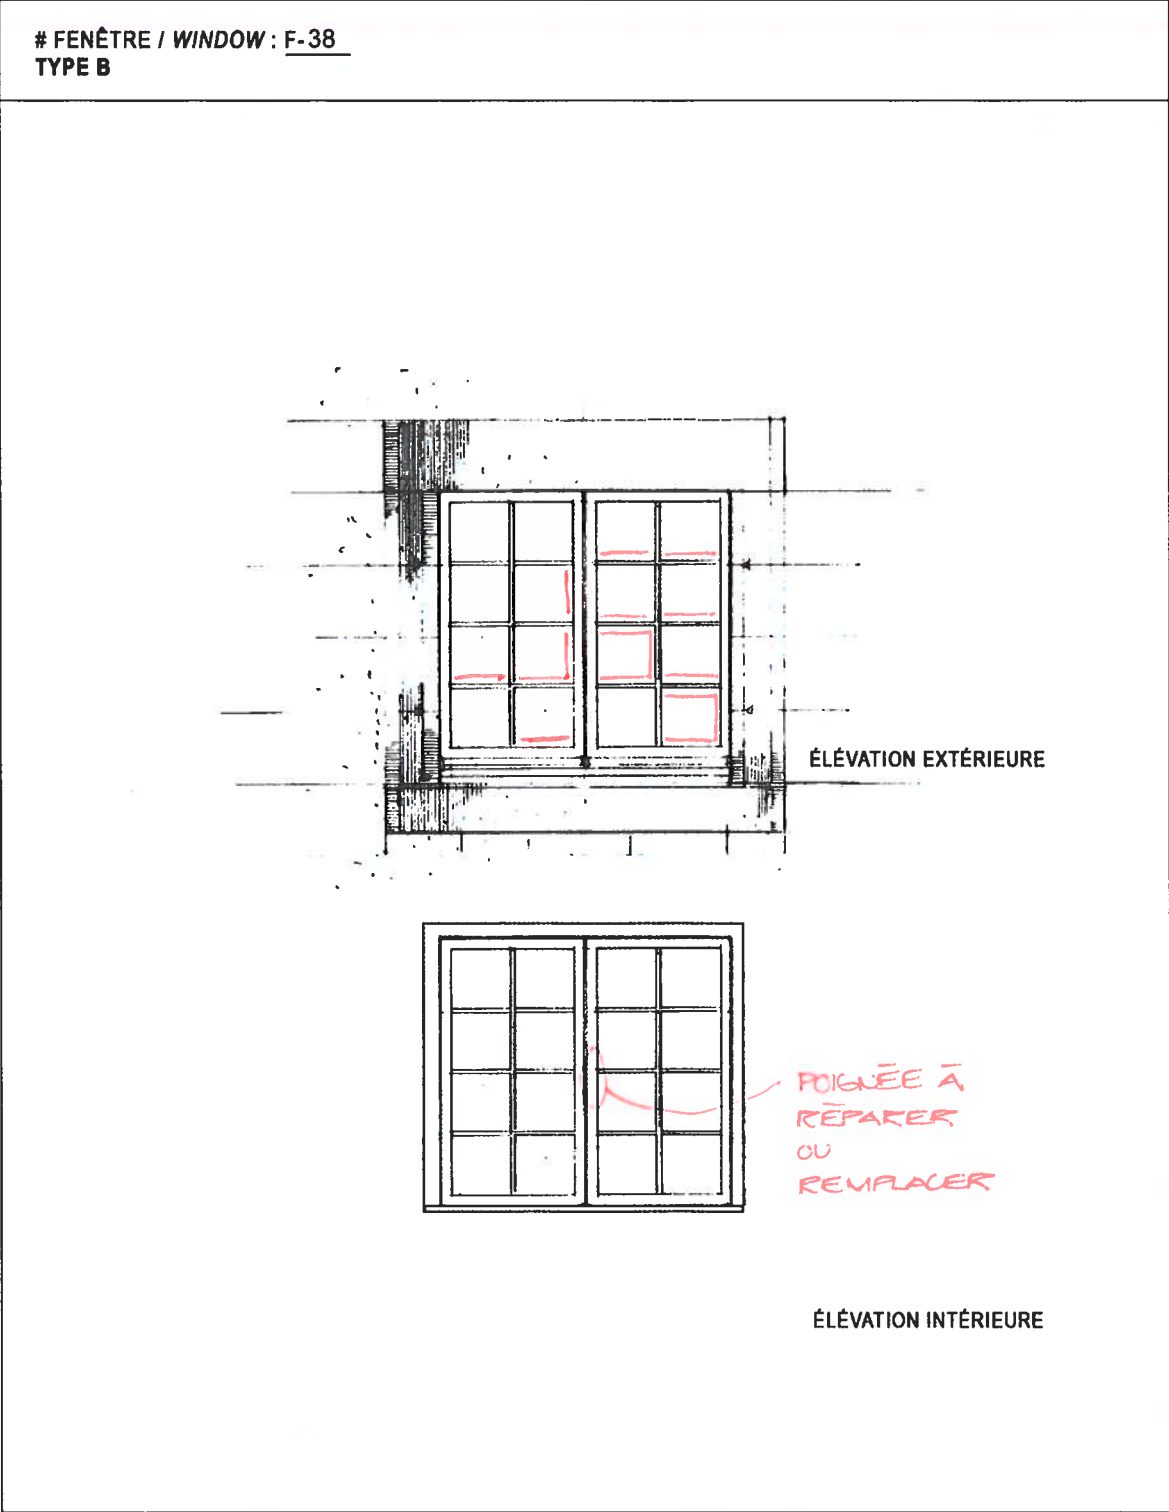 # FENÊTRE / WINDOW : F-38
TYPE B
ÉLÉVATION EXTÉRIEURE
POIGNÉE À
RÉPARER
OU
REMPLACER
ÉLÉVATION INTÉRIEURE